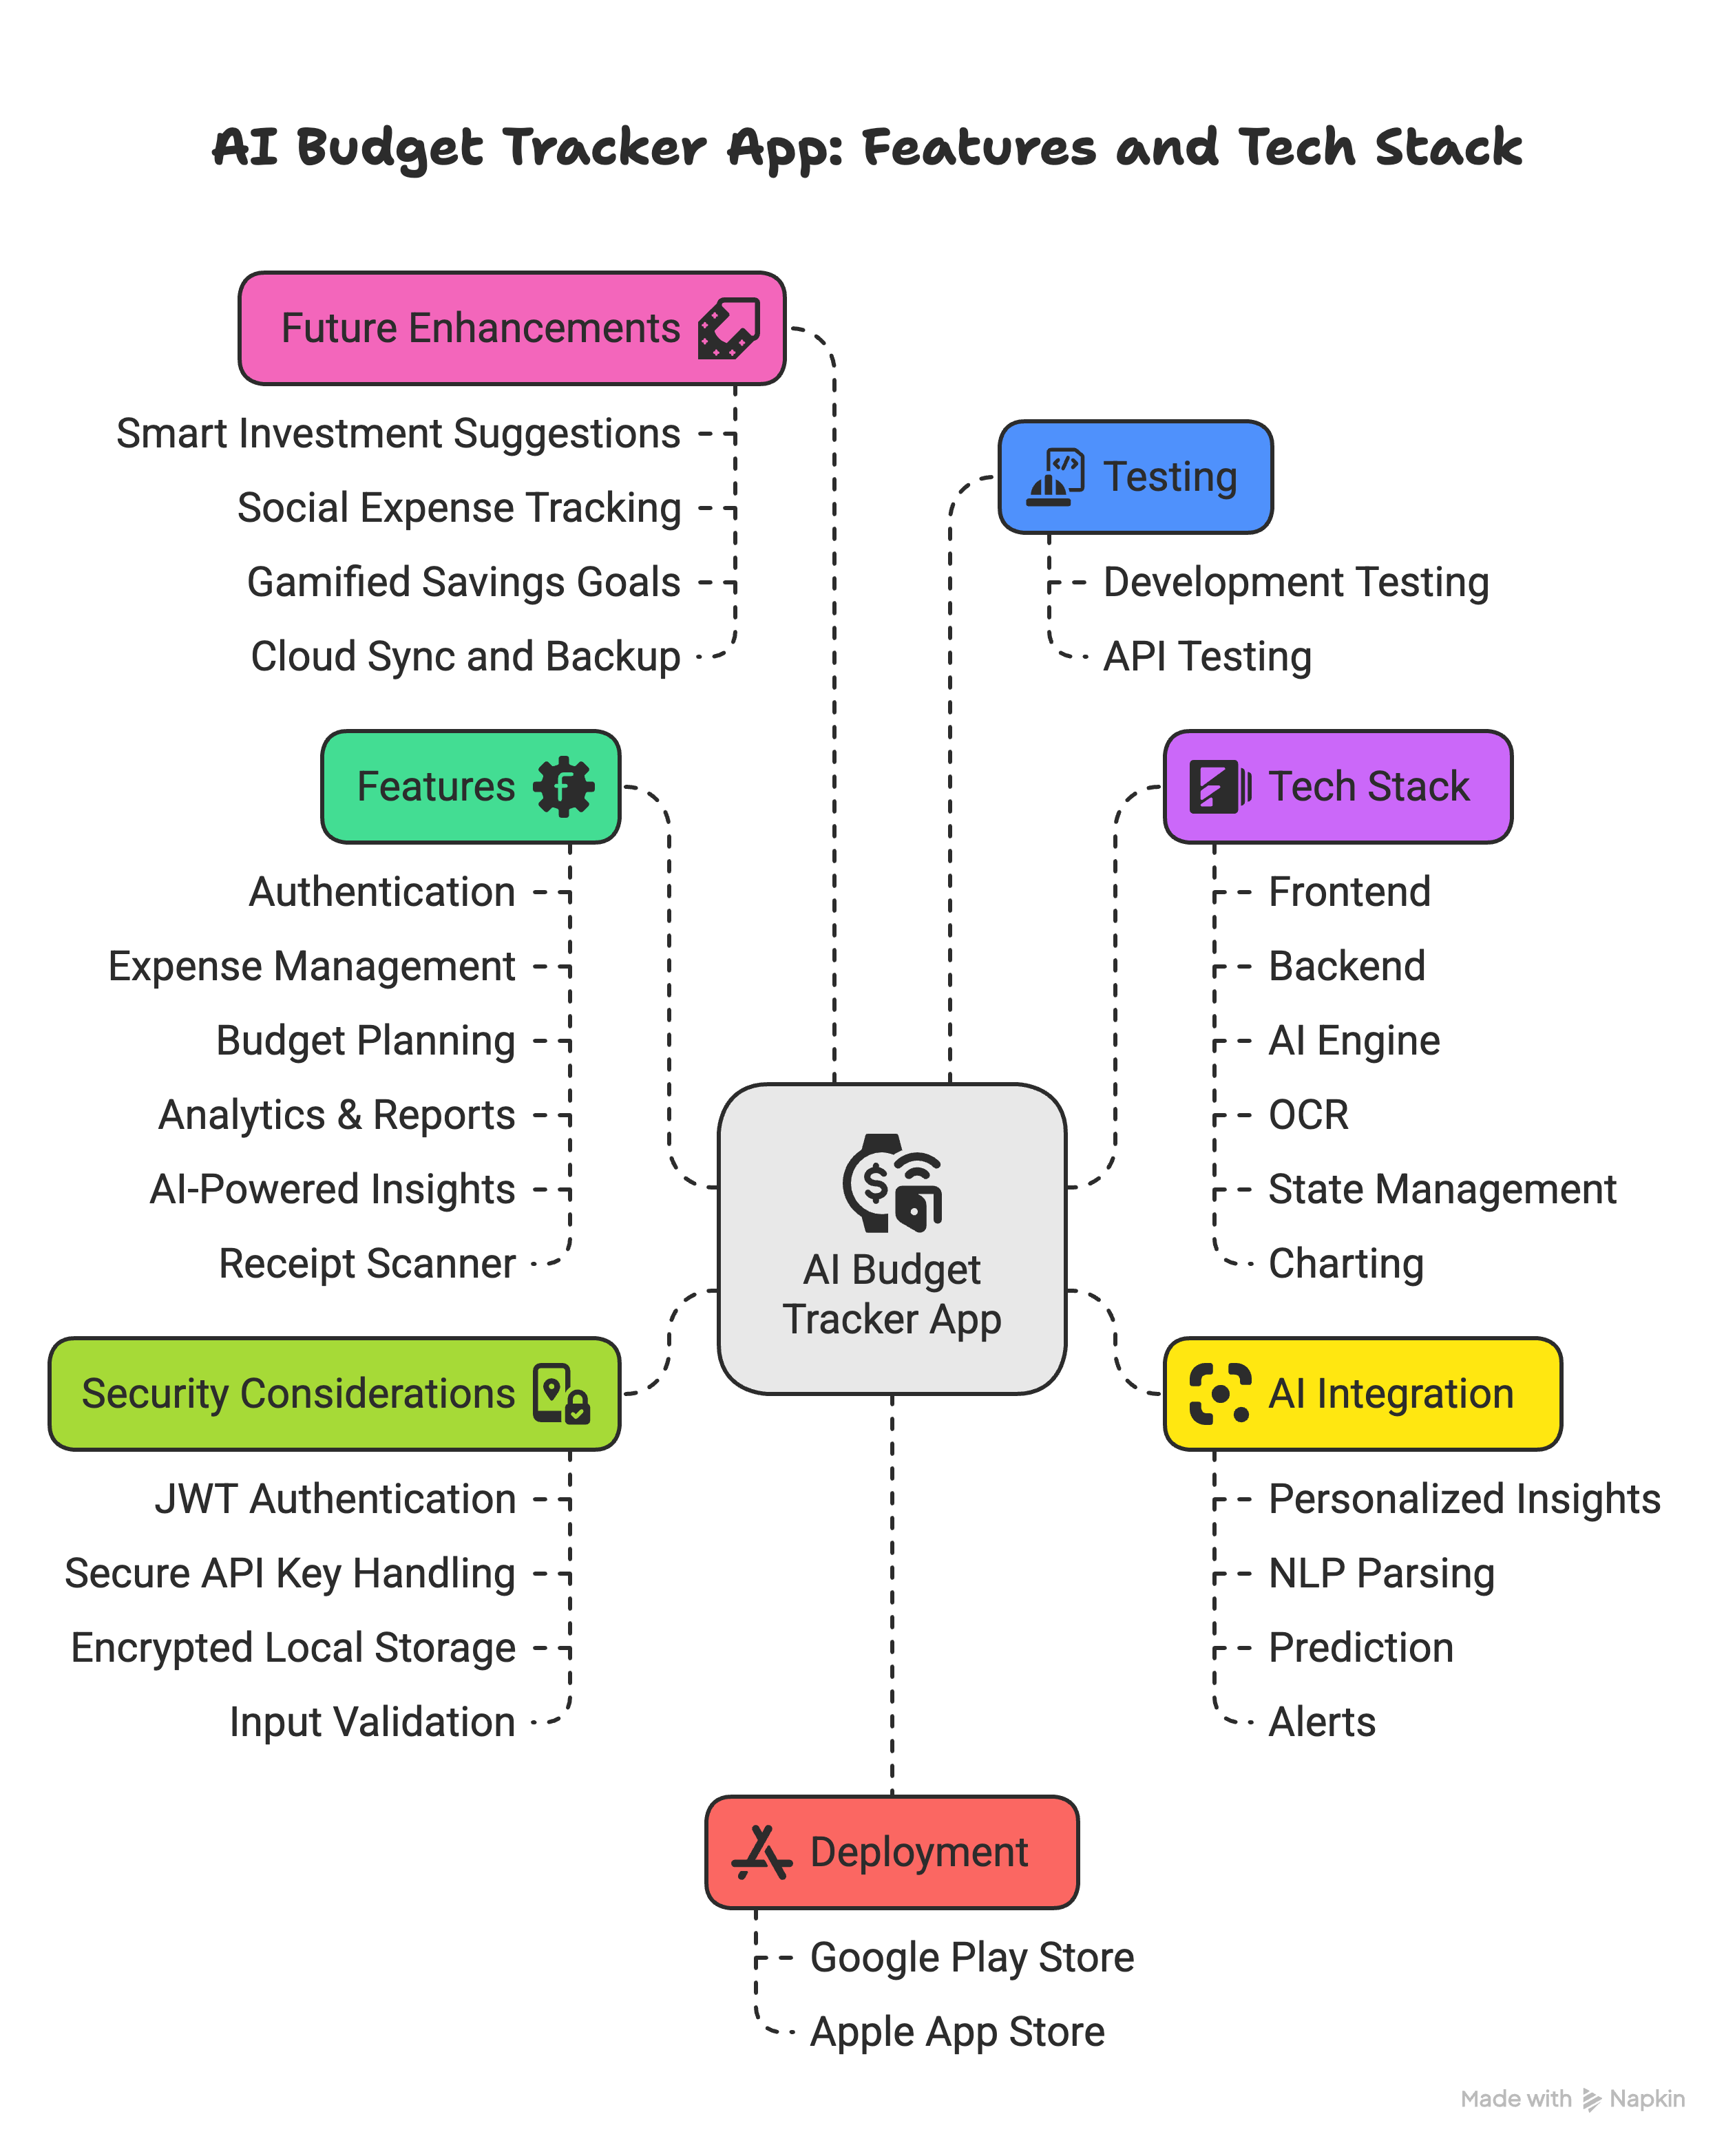 AI Budget Tracker App: Features and Tech Stack
Future Enhancements
Smart Investment Suggestions
Social Expense Tracking
Gamified Savings Goals
Cloud Sync and Backup
Testing
Development Testing
API Testing
Features
Authentication
Expense Management
Budget Planning
Analytics & Reports
AI-Powered Insights
Receipt Scanner
Tech Stack
Frontend
Backend
AI Engine
OCR
State Management
Charting
AI Budget
Tracker App
Security Considerations
JWT Authentication
Secure API Key Handling
Encrypted Local Storage
Input Validation
AI Integration
Personalized Insights
NLP Parsing
Prediction
Alerts
Deployment
Google Play Store
Apple App Store
Made with Napkin